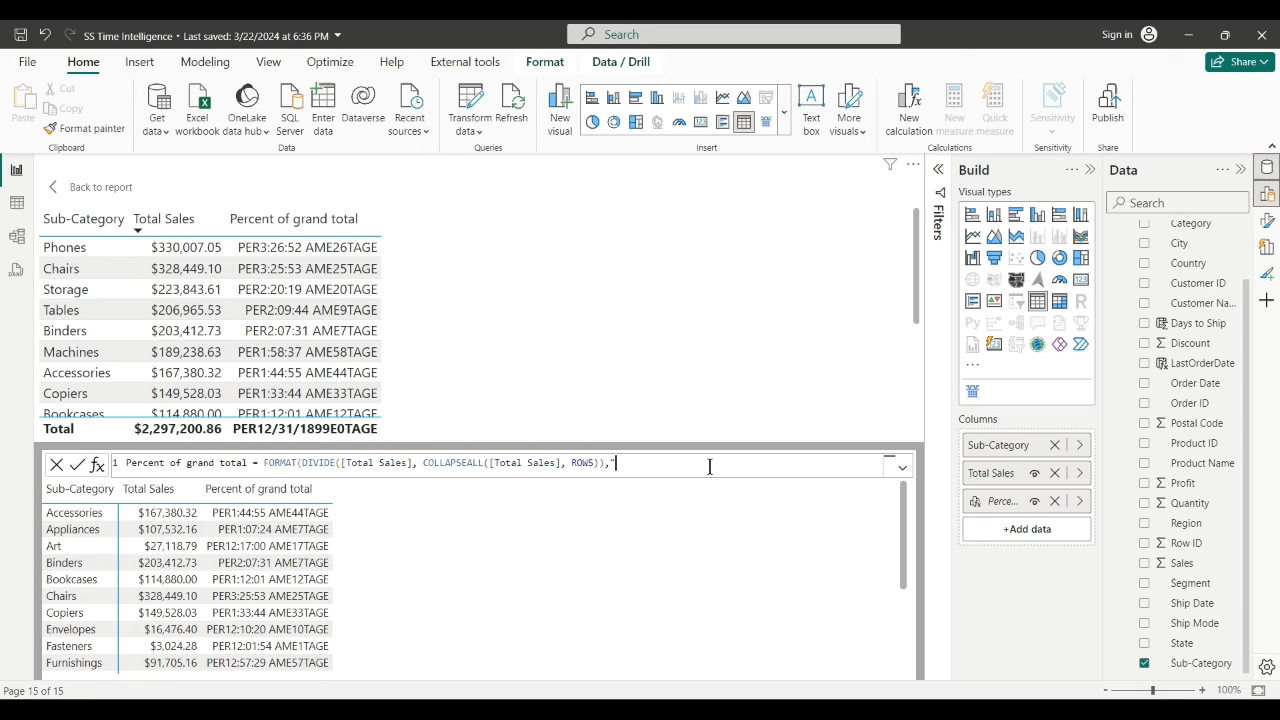 SS Time Intelligence • Last saved: 3/22/2024 at 6:36 PM
Search
Sign in
File Home Insert Modeling View Optimize Help External tools Format Data / Drill
Share
Paste
Cut
Copy
Format painter
Get data
Excel workbook
OneLake data hub
SQL Server
Enter data
Dataverse
Recent sources
Transform data
Refresh
New visual
Text box
More visuals
New calculation
New measure
Quick measure
Sensitivity
Publish
Clipboard Data Queries Insert Calculations Sensitivity Share
Back to report
Sub-Category Total Sales Percent of grand total
Phones $330,007.05 PER3:26:52 AME26TAGE
Chairs $328,449.10 PER3:25:53 AME25TAGE
Storage $223,843.61 PER2:20:19 AME20TAGE
Tables $206,965.53 PER2:09:44 AME9TAGE
Binders $203,412.73 PER2:07:31 AME7TAGE
Machines $189,238.63 PER1:58:37 AME58TAGE
Accessories $167,380.32 PER1:44:55 AME44TAGE
Copiers $149,528.03 PER1:33:44 AME33TAGE
Bookcases $114,880.00 PER1:12:01 AME12TAGE
Total $2,297,200.86 PER12/31/1899E0TAGE
1 Percent of grand total = FORMAT(DIVIDE([Total Sales], COLLAPSEALL([Total Sales], ROWS)),"
Sub-Category Total Sales Percent of grand total
Accessories $167,380.32 PER1:44:55 AME44TAGE
Appliances $107,532.16 PER1:07:24 AME7TAGE
Art $27,118.79 PER12:17:00 AME17TAGE
Binders $203,412.73 PER2:07:31 AME7TAGE
Bookcases $114,880.00 PER1:12:01 AME12TAGE
Chairs $328,449.10 PER3:25:53 AME25TAGE
Copiers $149,528.03 PER1:33:44 AME33TAGE
Envelopes $16,476.40 PER12:10:20 AME10TAGE
Fasteners $3,024.28 PER12:01:54 AME1TAGE
Furnishings $91,705.16 PER12:57:29 AME57TAGE
Filters
Build
Visual types
R
Py
Columns
Sub-Category
Total Sales
Perce...
+Add data
Data
Search
Category
City
Country
Customer ID
Customer Na...
Days to Ship
Discount
LastOrderDate
Order Date
Order ID
Postal Code
Product ID
Product Name
Profit
Quantity
Region
Row ID
Sales
Segment
Ship Date
Ship Mode
State
Sub-Category
Page 15 of 15
- + 100%